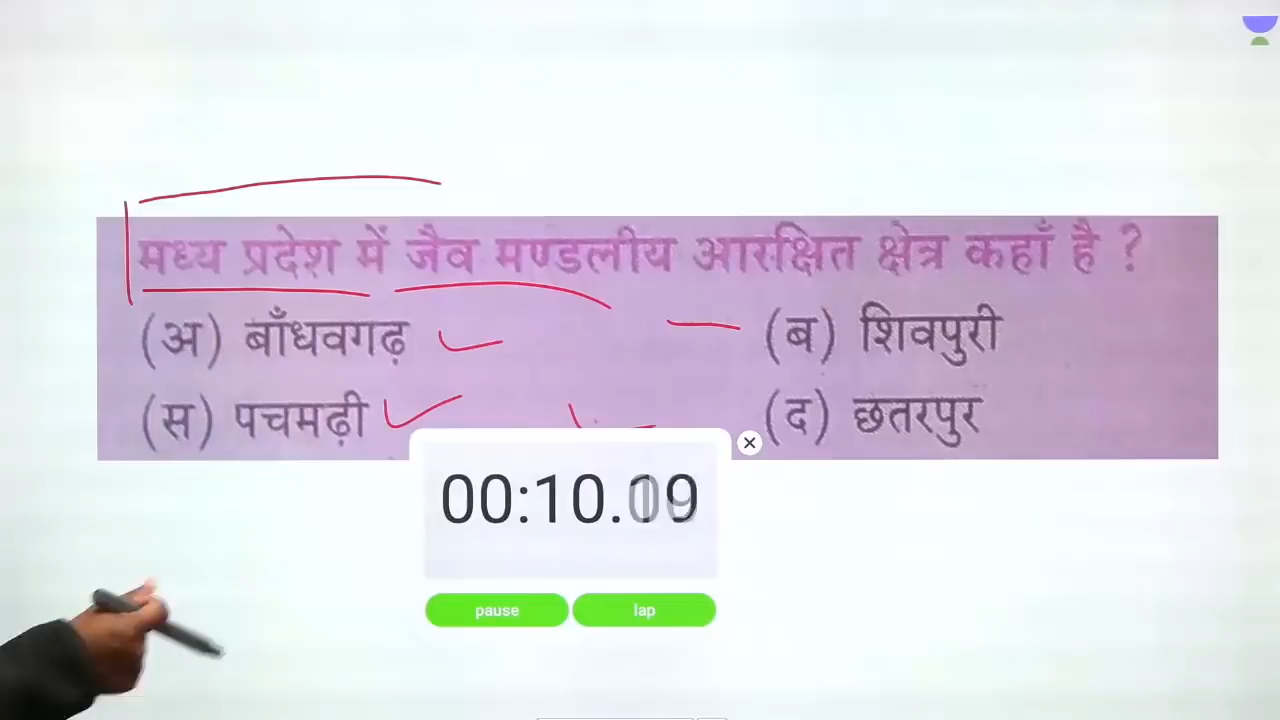 मध्य प्रदेश में जैव मण्डलीय आरक्षित क्षेत्र कहाँ है ?
(अ) बाँधवगढ़ (ब) शिवपुरी
(स) पचमढ़ी (द) छतरपुर
00:10.09
pause lap